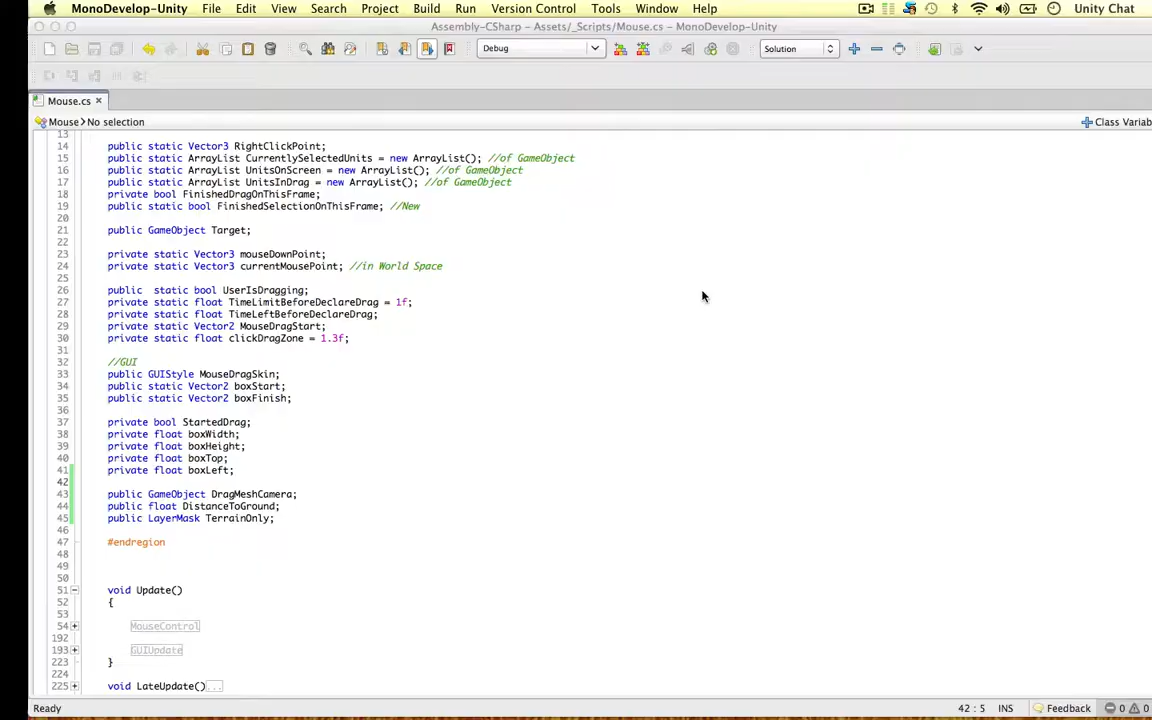 MonoDevelop-Unity File Edit View Search Project Build Run Version Control Tools Window Help Unity Chat
Assembly-CSharp – Assets/_Scripts/Mouse.cs – MonoDevelop-Unity
Debug Solution
Mouse.cs ×
Mouse No selection Class Variab
13
14 public static Vector3 RightClickPoint;
15 public static ArrayList CurrentlySelectedUnits = new ArrayList(); //of GameObject
16 public static ArrayList UnitsOnScreen = new ArrayList(); //of GameObject
17 public static ArrayList UnitsInDrag = new ArrayList(); //of GameObject
18 private bool FinishedDragOnThisFrame;
19 public static bool FinishedSelectionOnThisFrame; //New
20
21 public GameObject Target;
22
23 private static Vector3 mouseDownPoint;
24 private static Vector3 currentMousePoint; //in World Space
25
26 public  static bool UserIsDragging;
27 private static float TimeLimitBeforeDeclareDrag = 1f;
28 private static float TimeLeftBeforeDeclareDrag;
29 private static Vector2 MouseDragStart;
30 private static float clickDragZone = 1.3f;
31
32 //GUI
33 public GUIStyle MouseDragSkin;
34 public static Vector2 boxStart;
35 public static Vector2 boxFinish;
36
37 private bool StartedDrag;
38 private float boxWidth;
39 private float boxHeight;
40 private float boxTop;
41 private float boxLeft;
42
43 public GameObject DragMeshCamera;
44 public float DistanceToGround;
45 public LayerMask TerrainOnly;
46
47 #endregion
48
49
50
51 void Update()
52 {
53
54 MouseControl
192
193 GUIUpdate
223 }
224
225 void LateUpdate()...
Ready 42 : 5 INS Feedback 0 0